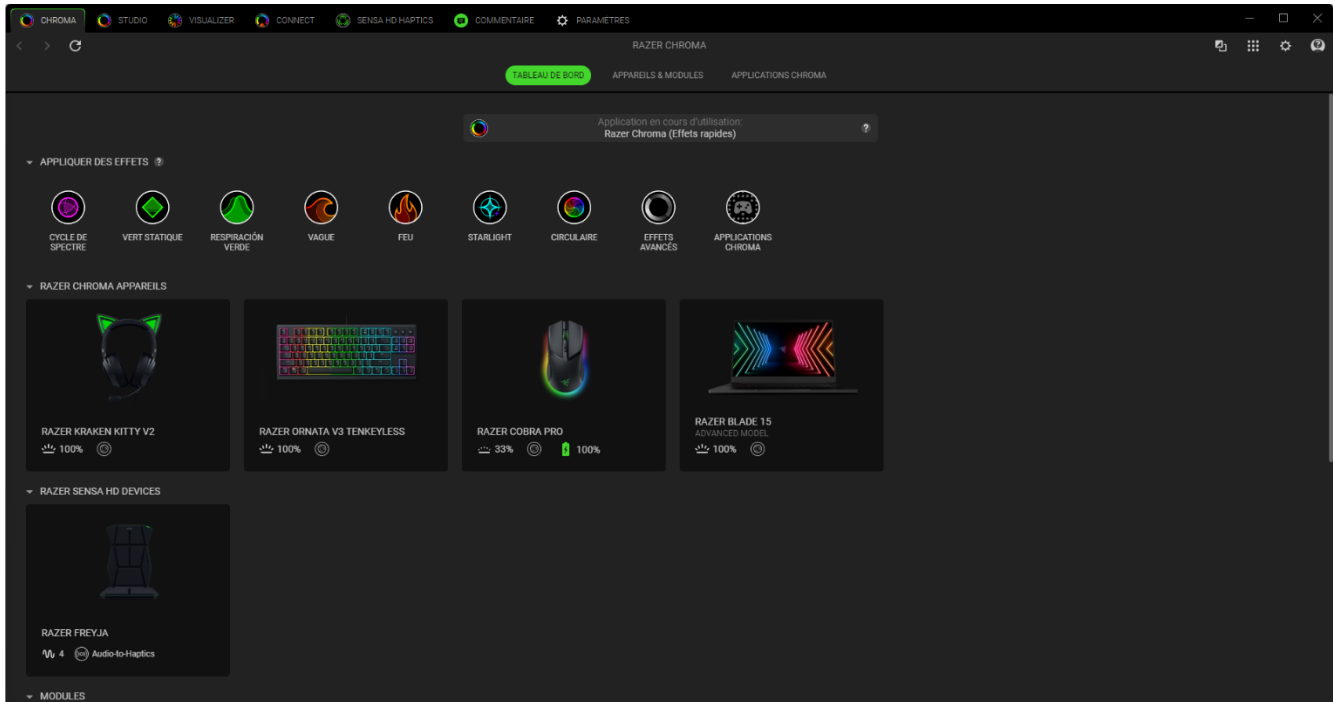 CHROMA STUDIO VISUALIZER CONNECT SENSA HD HAPTICS COMMENTAIRE PARAMÈTRES
RAZER CHROMA
TABLEAU DE BORD APPAREILS & MODULES APPLICATIONS CHROMA
Application en cours d'utilisation:
Razer Chroma (Effets rapides)
APPLIQUER DES EFFETS
CYCLE DE SPECTRE
VERT STATIQUE
RESPIRACIÓN VERDE
VAGUE
FEU
STARLIGHT
CIRCULAIRE
EFFETS AVANCÉS
APPLICATIONS CHROMA
RAZER CHROMA APPAREILS
RAZER KRAKEN KITTY V2
100%
RAZER ORNATA V3 TENKEYLESS
100%
RAZER COBRA PRO
33% 100%
RAZER BLADE 15
ADVANCED MODEL
100%
RAZER SENSA HD DEVICES
RAZER FREYJA
4 Audio-to-Haptics
MODULES